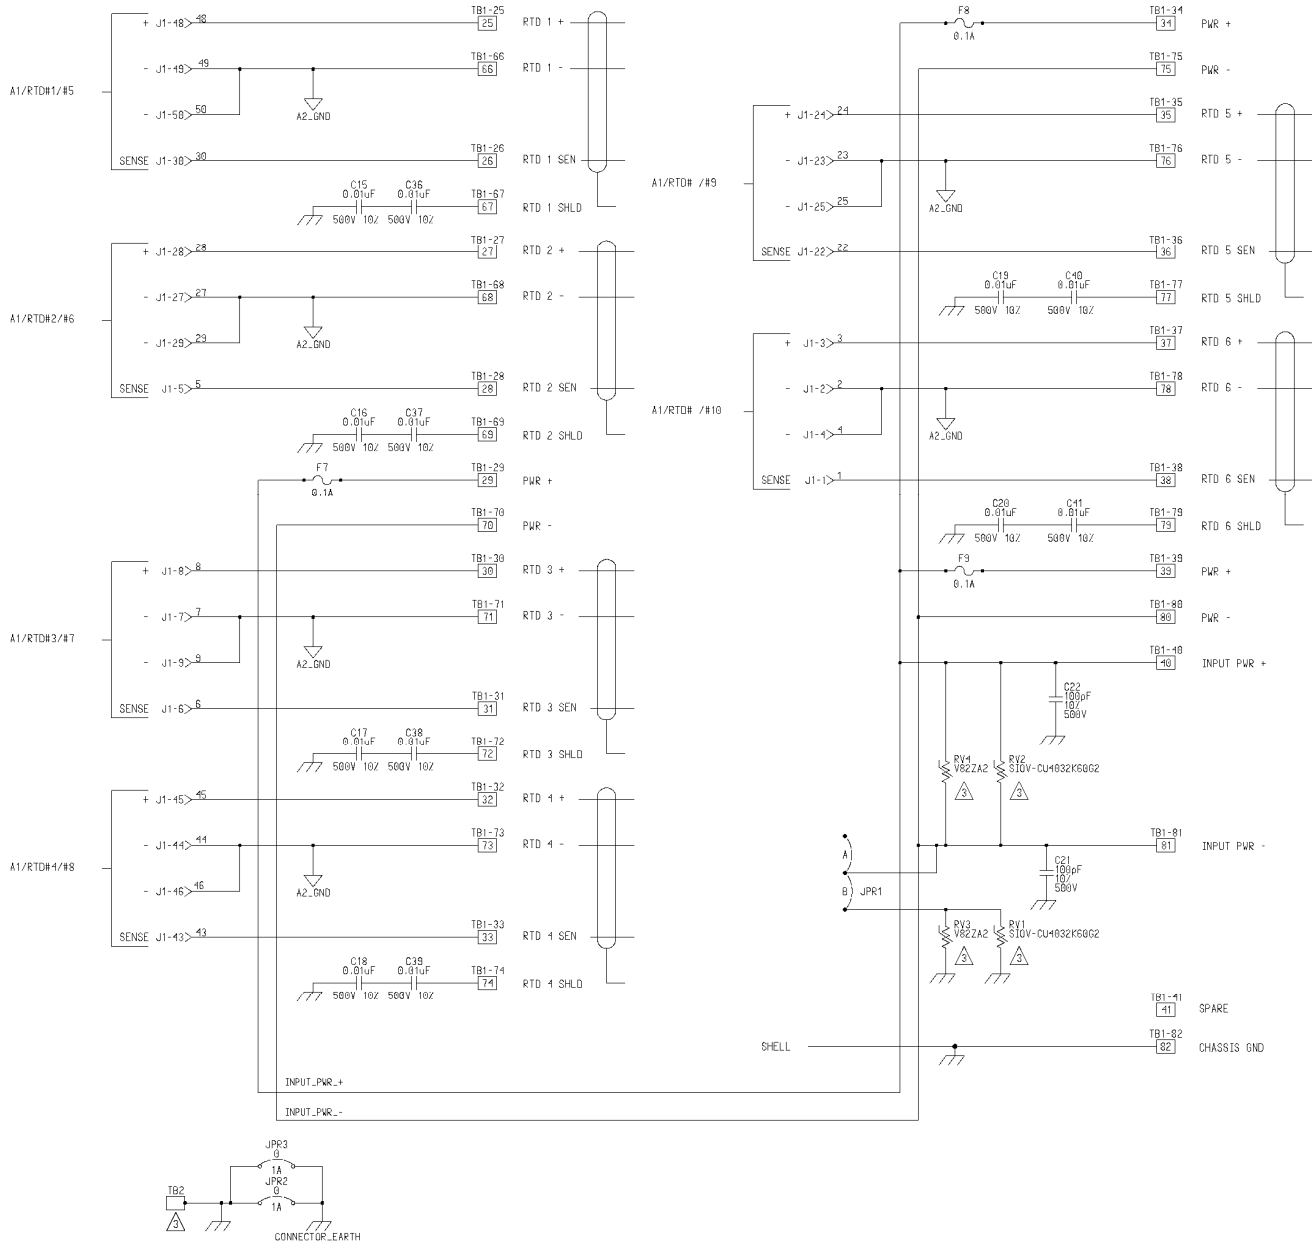 TB1-25
+ J1-48 48 25 RTD 1 +
TB1-66
- J1-49 49 66 RTD 1 -
A1/RTD#1/#5
- J1-50 50
A2_GND
TB1-26
SENSE J1-30 30 26 RTD 1 SEN
C15 C36
0.01uF 0.01uF
TB1-67
67 RTD 1 SHLD
500V 10% 500V 10%
TB1-27
+ J1-28 28 27 RTD 2 +
TB1-68
- J1-27 27 68 RTD 2 -
A1/RTD#2/#6
- J1-29 29
A2_GND
TB1-28
SENSE J1-5 5 28 RTD 2 SEN
C16 C37
0.01uF 0.01uF
TB1-69
69 RTD 2 SHLD
500V 10% 500V 10%
F7
0.1A
TB1-29
29 PWR +
TB1-70
70 PWR -
TB1-30
+ J1-8 8 30 RTD 3 +
TB1-71
- J1-7 7 71 RTD 3 -
A1/RTD#3/#7
- J1-9 9
A2_GND
TB1-31
SENSE J1-6 6 31 RTD 3 SEN
C17 C38
0.01uF 0.01uF
TB1-72
72 RTD 3 SHLD
500V 10% 500V 10%
TB1-32
+ J1-45 45 32 RTD 4 +
TB1-73
- J1-44 44 73 RTD 4 -
A1/RTD#4/#8
- J1-46 46
A2_GND
TB1-33
SENSE J1-43 43 33 RTD 4 SEN
C18 C39
0.01uF 0.01uF
TB1-74
74 RTD 4 SHLD
500V 10% 500V 10%
INPUT_PWR_+
INPUT_PWR_-
JPR3
0
1A
JPR2
0
1A
TB2
3
CONNECTOR_EARTH
F8
0.1A
TB1-34
34 PWR +
TB1-75
75 PWR -
TB1-35
+ J1-24 24 35 RTD 5 +
TB1-76
- J1-23 23 76 RTD 5 -
A1/RTD# /#9
- J1-25 25
A2_GND
TB1-36
SENSE J1-22 22 36 RTD 5 SEN
C19 C40
0.01uF 0.01uF
TB1-77
77 RTD 5 SHLD
500V 10% 500V 10%
TB1-37
+ J1-3 3 37 RTD 6 +
TB1-78
- J1-2 2 78 RTD 6 -
A1/RTD# /#10
- J1-4 4
A2_GND
TB1-38
SENSE J1-1 1 38 RTD 6 SEN
C20 C41
0.01uF 0.01uF
TB1-79
79 RTD 6 SHLD
500V 10% 500V 10%
F9
0.1A
TB1-39
39 PWR +
TB1-80
80 PWR -
TB1-40
40 INPUT PWR +
C22
100pF
10%
500V
RV4 RV2
V82ZA2 SIOV-CU4032K60G2
3 3
TB1-81
81 INPUT PWR -
C21
100pF
10%
500V
A
B JPR1
RV3 RV1
V82ZA2 SIOV-CU4032K60G2
3 3
TB1-41
41 SPARE
TB1-82
SHELL 82 CHASSIS GND